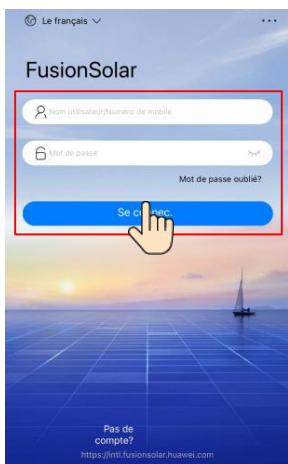 Le français
FusionSolar
Nom utilisateur/Numéro de mobile
Mot de passe
Mot de passe oublié?
Se connec.
Pas de
compte?
https://intl.fusionsolar.huawei.com